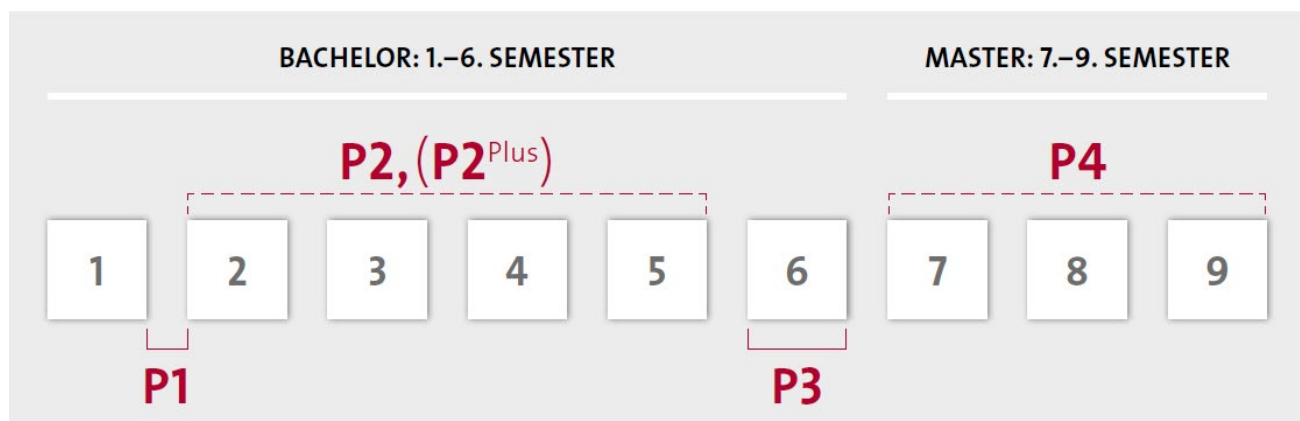 BACHELOR: 1.–6. SEMESTER MASTER: 7.–9. SEMESTER
P2, (P2Plus) P4
1 2 3 4 5 6 7 8 9
P1 P3